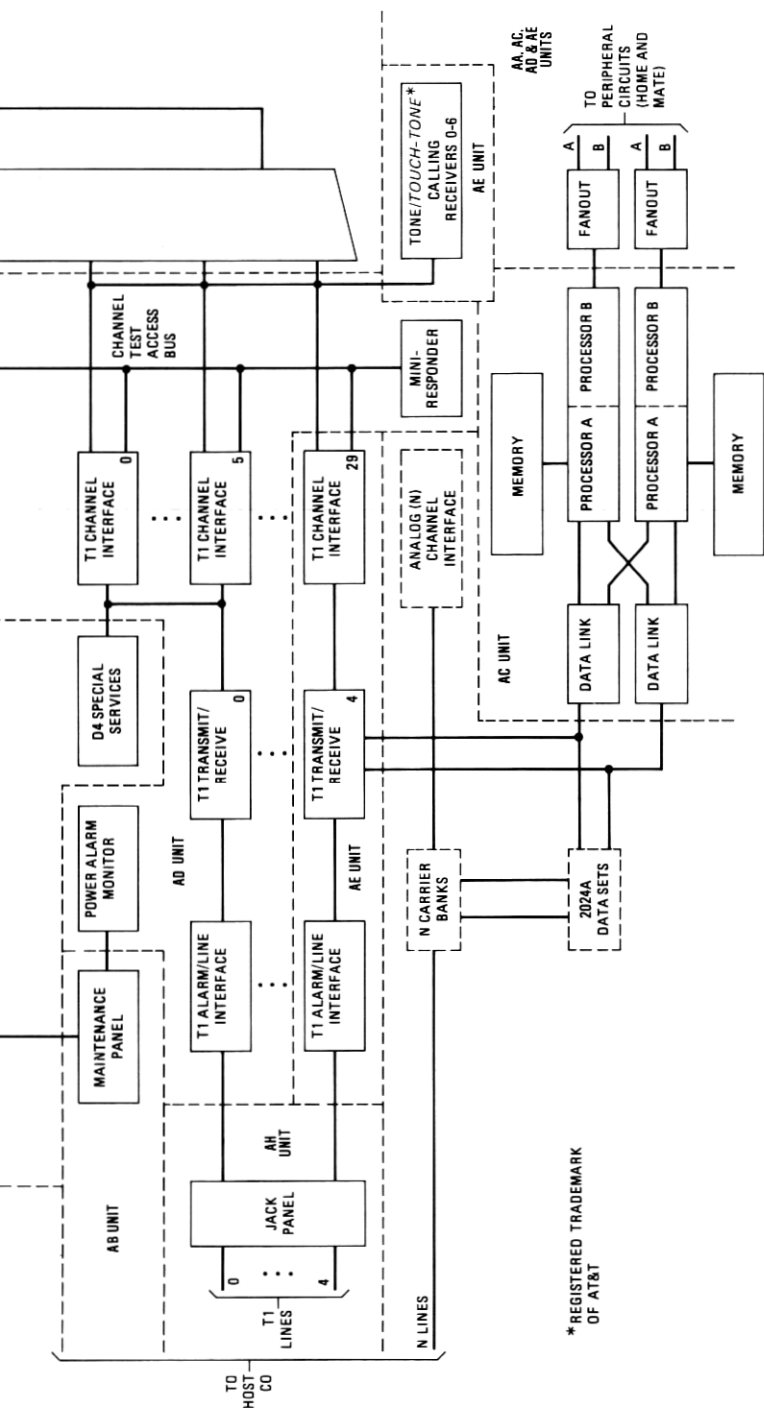 CHANNEL
TEST
ACCESS
BUS
TONE/TOUCH-TONE*
CALLING
RECEIVERS 0-6
AE UNIT
AA, AC,
AD & AE
UNITS
T1 CHANNEL
INTERFACE
0
T1 CHANNEL
INTERFACE
5
T1 CHANNEL
INTERFACE
29
MINI-
RESPONDER
TO
PERIPHERAL
CIRCUITS
(HOME AND
MATE)
A
B
A
B
FANOUT
FANOUT
PROCESSOR B
PROCESSOR B
PROCESSOR A
PROCESSOR A
MEMORY
MEMORY
ANALOG (N)
CHANNEL
INTERFACE
AC UNIT
DATA LINK
DATA LINK
D4 SPECIAL
SERVICES
T1 TRANSMIT/
RECEIVE
0
T1 TRANSMIT/
RECEIVE
4
POWER ALARM
MONITOR
AD UNIT
AE UNIT
N CARRIER
BANKS
2024A
DATA SETS
MAINTENANCE
PANEL
T1 ALARM/LINE
INTERFACE
T1 ALARM/LINE
INTERFACE
AB UNIT
AH
UNIT
JACK
PANEL
0
4
T1
LINES
N LINES
TO
HOST
CO
*REGISTERED TRADEMARK
OF AT&T